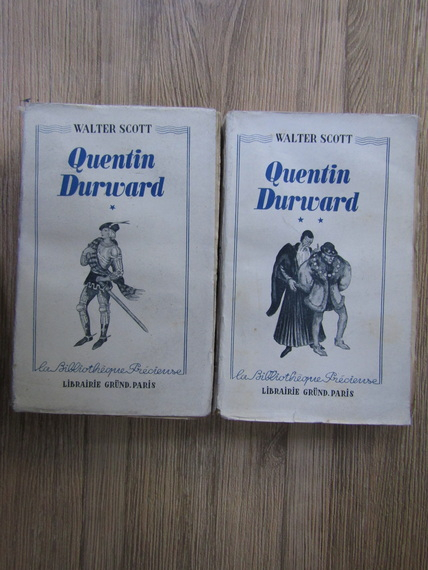 WALTER SCOTT
Quentin
Durward
*
la Bibliothèque Précieuse
LIBRAIRIE GRÜND. PARIS
WALTER SCOTT
Quentin
Durward
* *
la Bibliothèque Précieuse
LIBRAIRIE GRÜND. PARIS